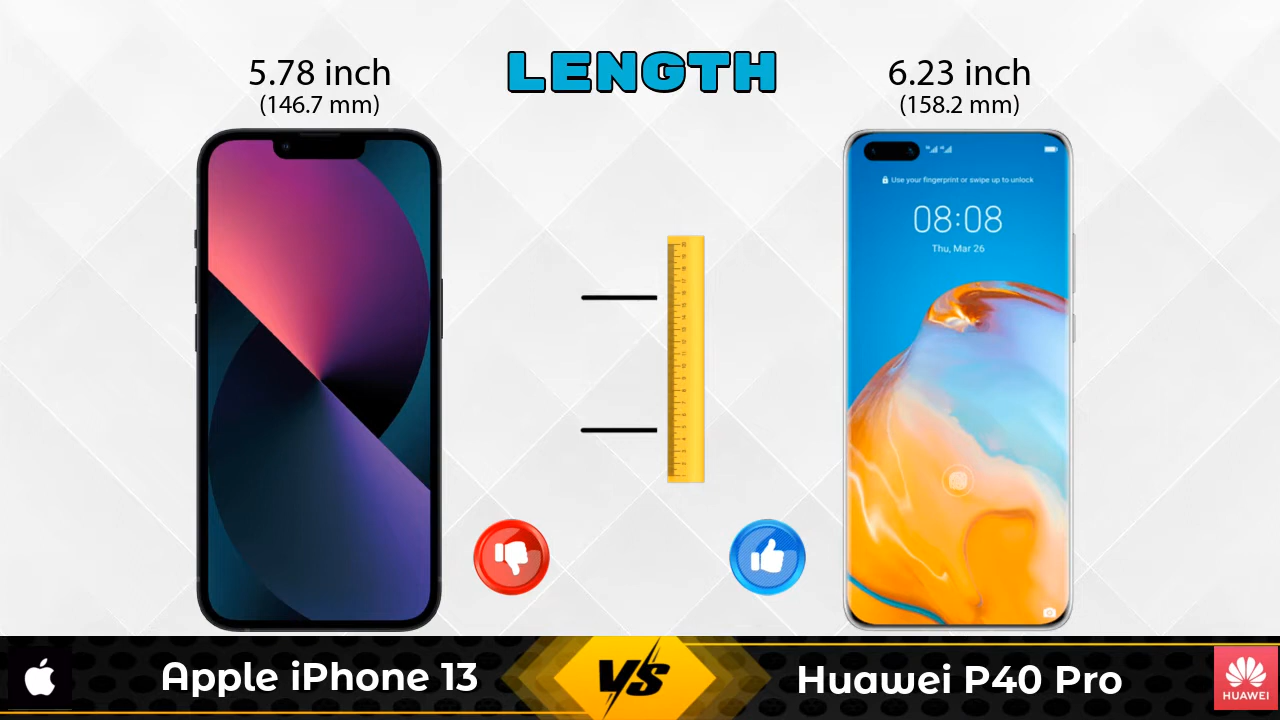 LENGTH
5.78 inch
(146.7 mm)
6.23 inch
(158.2 mm)
Use your fingerprint or swipe up to unlock
08:08
Thu, Mar 26
Apple iPhone 13
VS
Huawei P40 Pro
HUAWEI